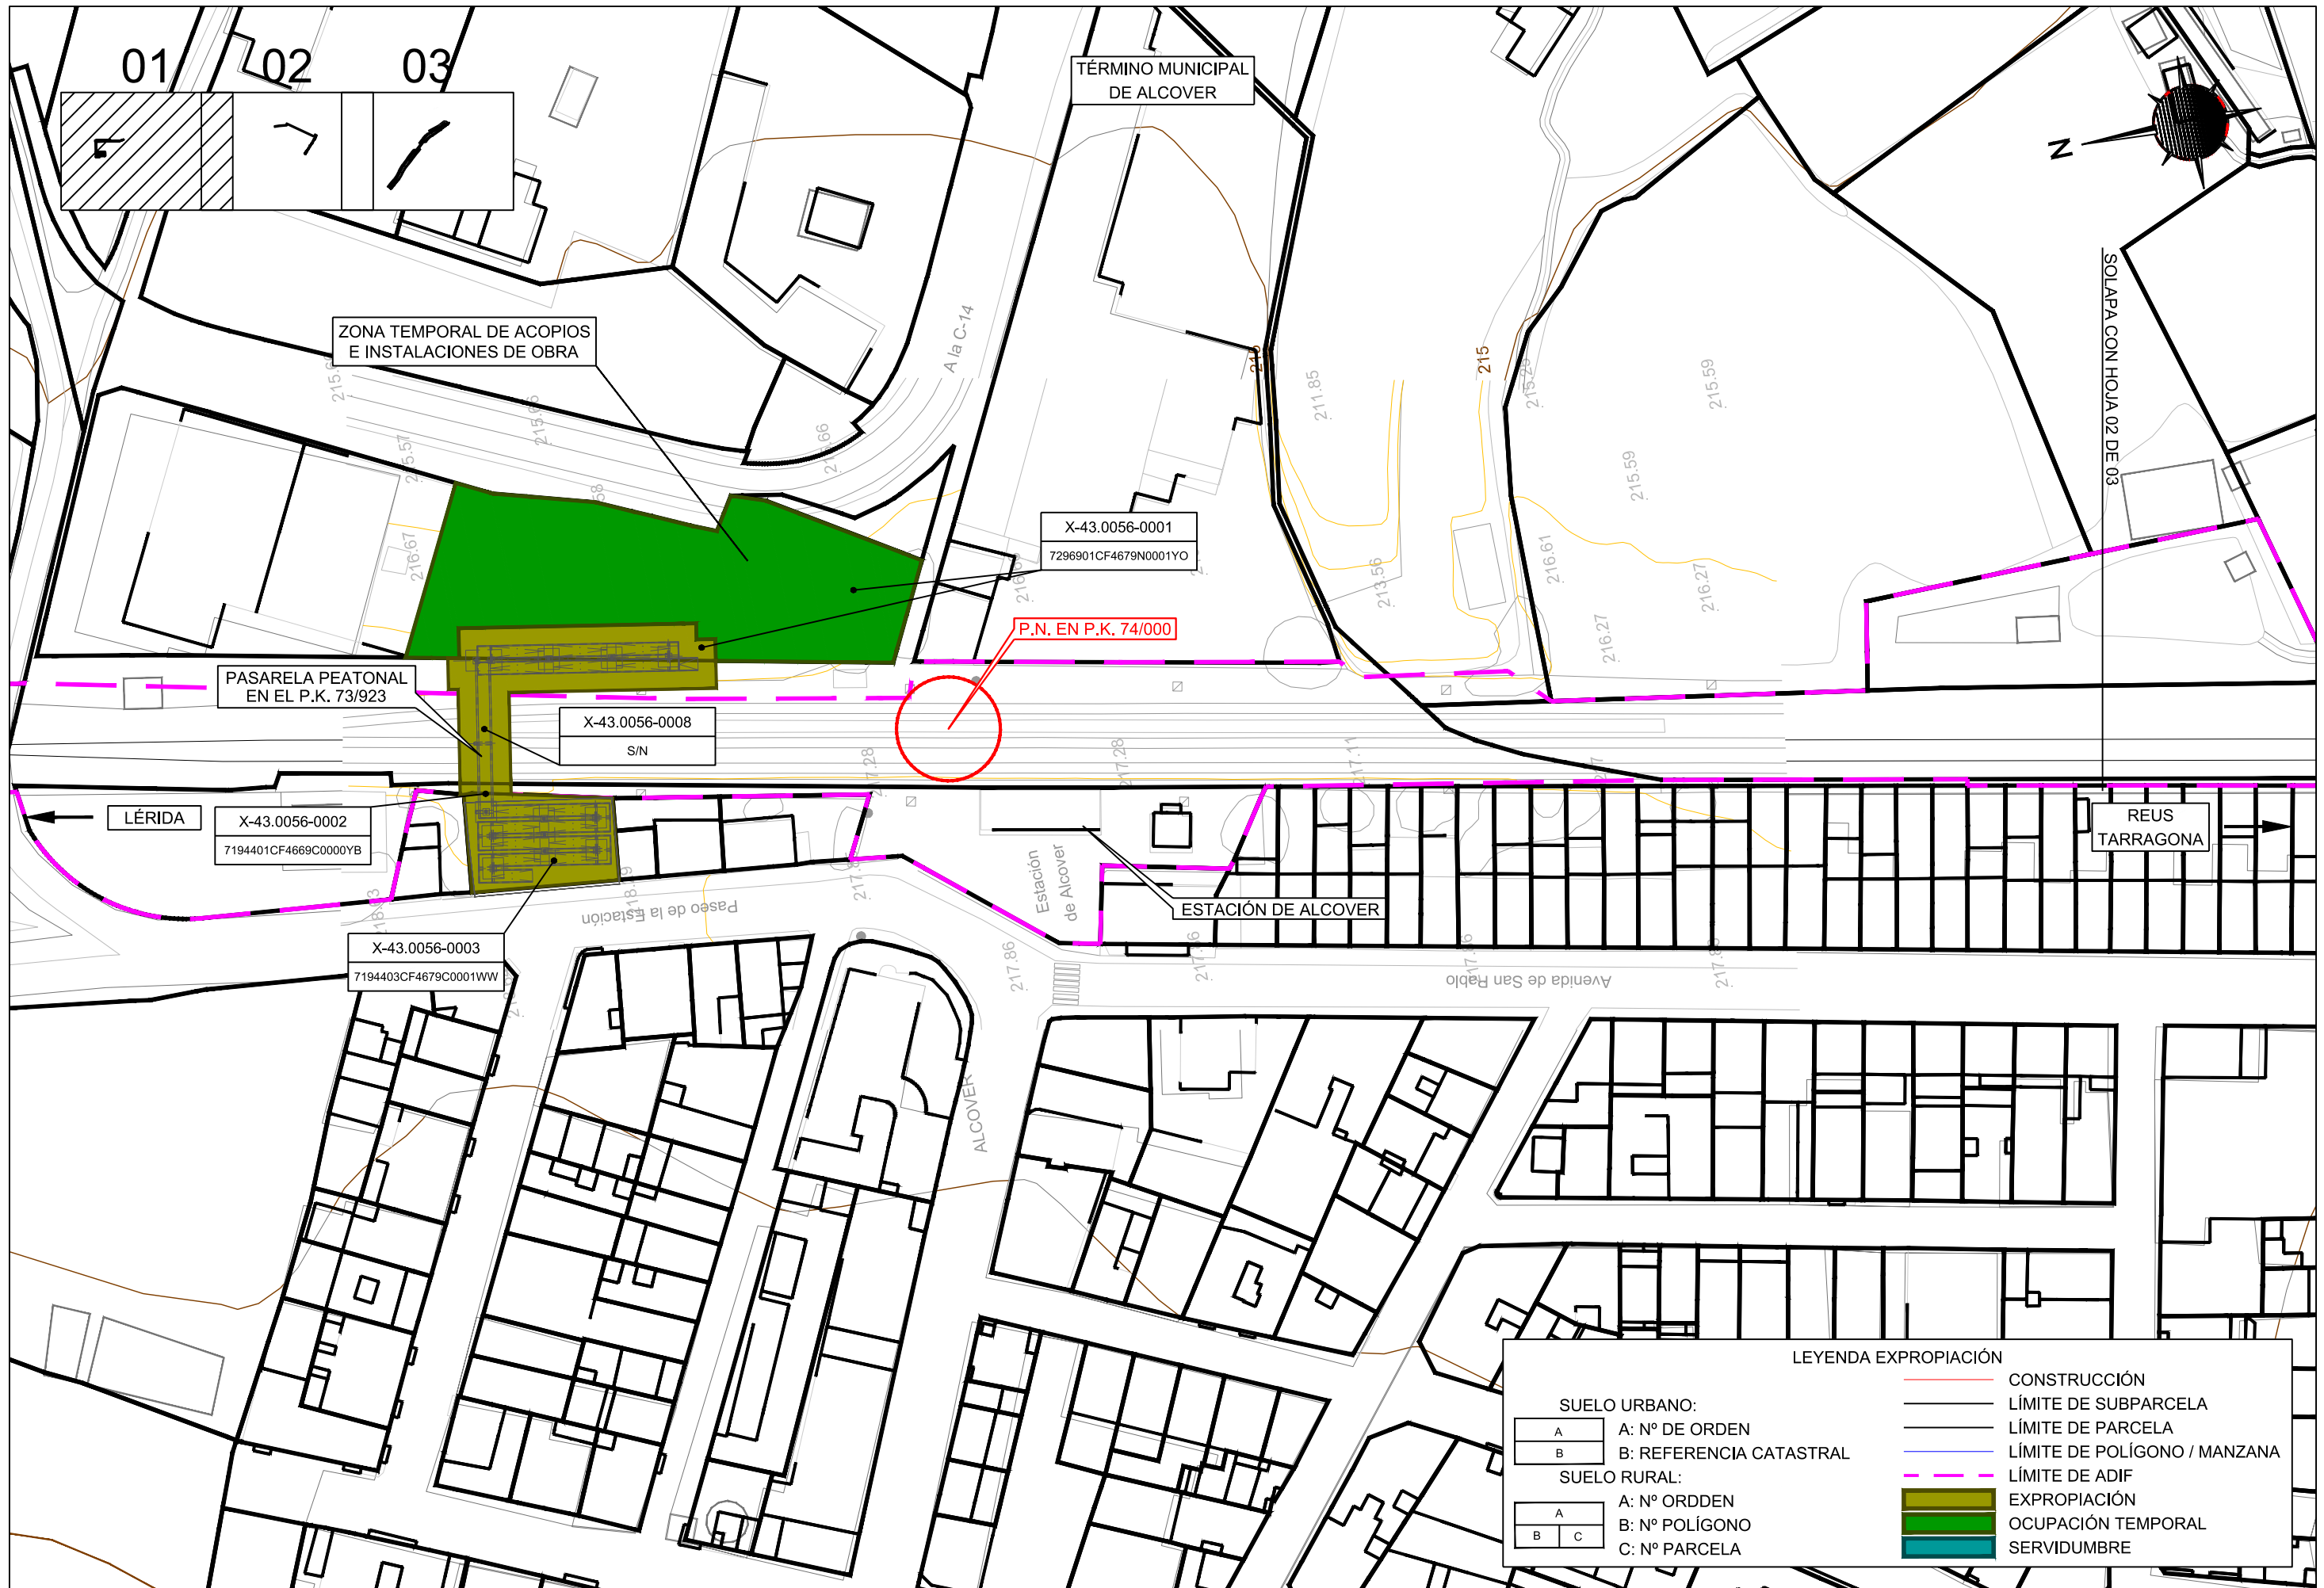 01
02
03
TÉRMINO MUNICIPAL
DE ALCOVER
N
SOLAPA CON HOJA 02 DE 03
ZONA TEMPORAL DE ACOPIOS
E INSTALACIONES DE OBRA
A la C-14
215
211.85
215.59
215.57
215.66
215.59
216.67
216.61
213.56
216.27
216.27
X-43.0056-0001
7296901CF4679N0001YO
P.N. EN P.K. 74/000
PASARELA PEATONAL
EN EL P.K. 73/923
X-43.0056-0008
S/N
217.28
217.28
217.11
LÉRIDA
X-43.0056-0002
7194401CF4669C0000YB
REUS
TARRAGONA
Estación
de Alcover
ESTACIÓN DE ALCOVER
Paseo de la Estación
X-43.0056-0003
7194403CF4679C0001WW
217.86
Avenida de San Pablo
ALCOVER
LEYENDA EXPROPIACIÓN
SUELO URBANO:
A
B
A: Nº DE ORDEN
B: REFERENCIA CATASTRAL
SUELO RURAL:
A
B
C
A: Nº ORDDEN
B: Nº POLÍGONO
C: Nº PARCELA
CONSTRUCCIÓN
LÍMITE DE SUBPARCELA
LÍMITE DE PARCELA
LÍMITE DE POLÍGONO / MANZANA
LÍMITE DE ADIF
EXPROPIACIÓN
OCUPACIÓN TEMPORAL
SERVIDUMBRE